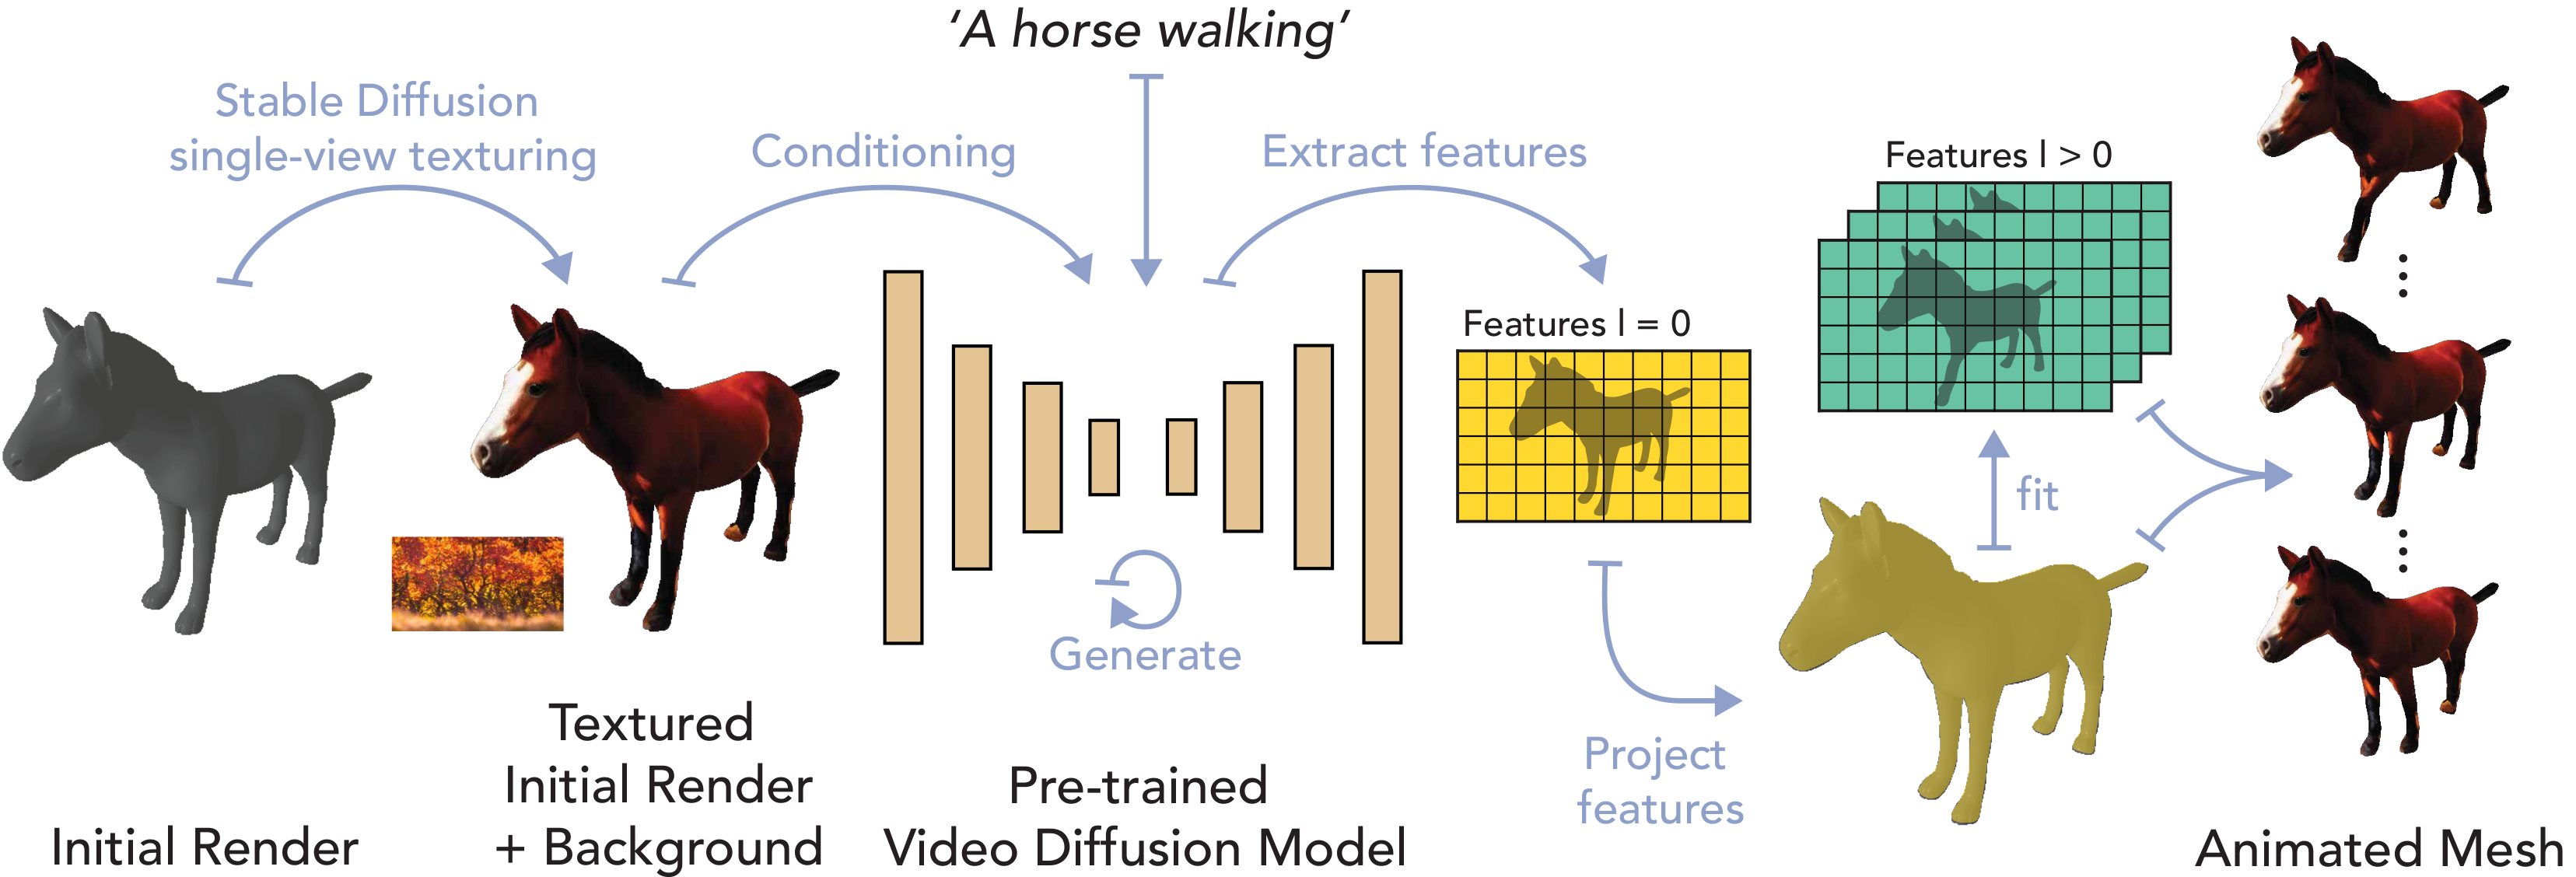 ‘A horse walking’
Stable Diffusion
single-view texturing
Conditioning
Extract features
Features l > 0
Features l = 0
fit
Generate
Project
features
Initial Render
Textured
Initial Render
+ Background
Pre-trained
Video Diffusion Model
Animated Mesh